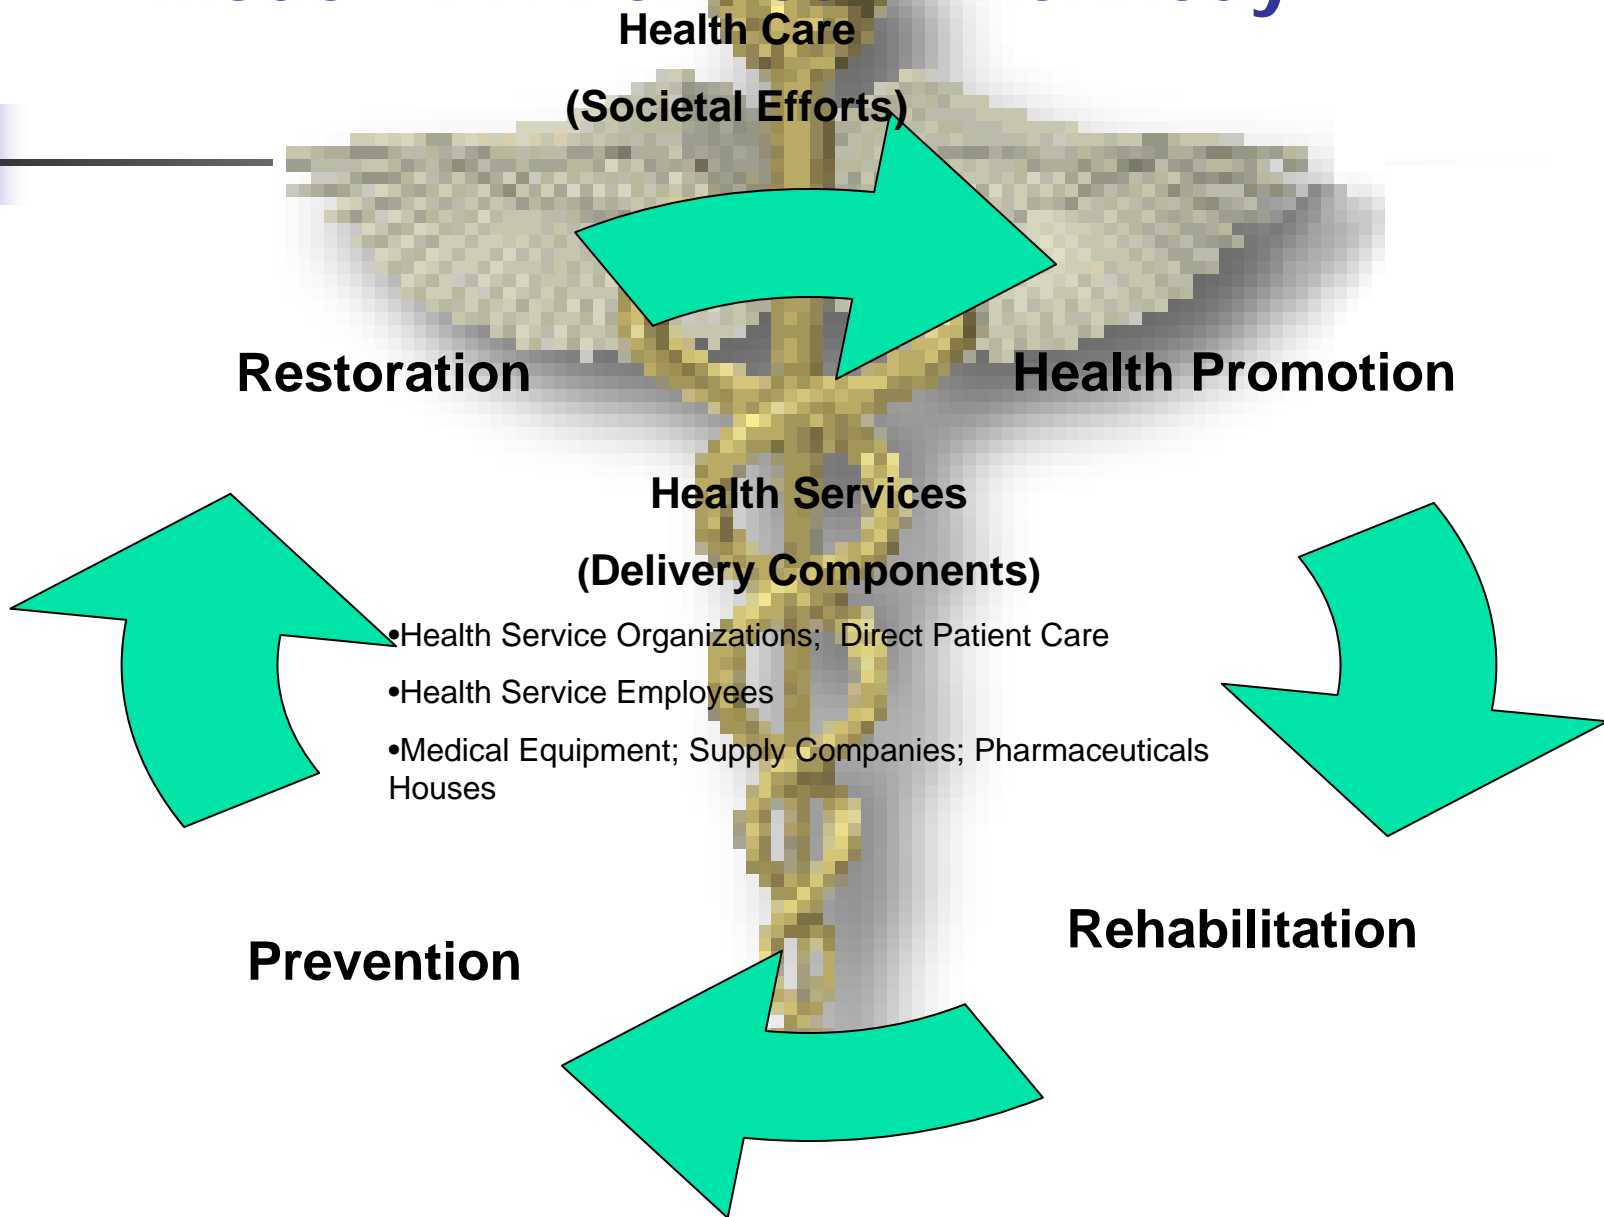 Health Care
(Societal Efforts)
Restoration
Health Promotion
Health Services
(Delivery Components)
•Health Service Organizations;  Direct Patient Care
•Health Service Employees
•Medical Equipment; Supply Companies; Pharmaceuticals
Houses
Rehabilitation
Prevention